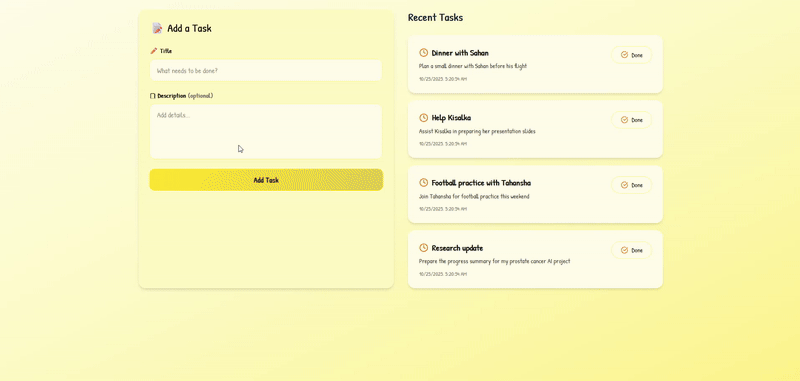 Add a Task
Title
What needs to be done?
Description (optional)
Add details...
Add Task
Recent Tasks
Dinner with Sahan
Done
Plan a small dinner with Sahan before his flight
10/25/2025, 5:20:54 AM
Help Kisalka
Done
Assist Kisalka in preparing her presentation slides
10/25/2025, 5:20:54 AM
Football practice with Tahansha
Done
Join Tahansha for football practice this weekend
10/25/2025, 5:20:54 AM
Research update
Done
Prepare the progress summary for my prostate cancer AI project
10/25/2025, 5:20:54 AM